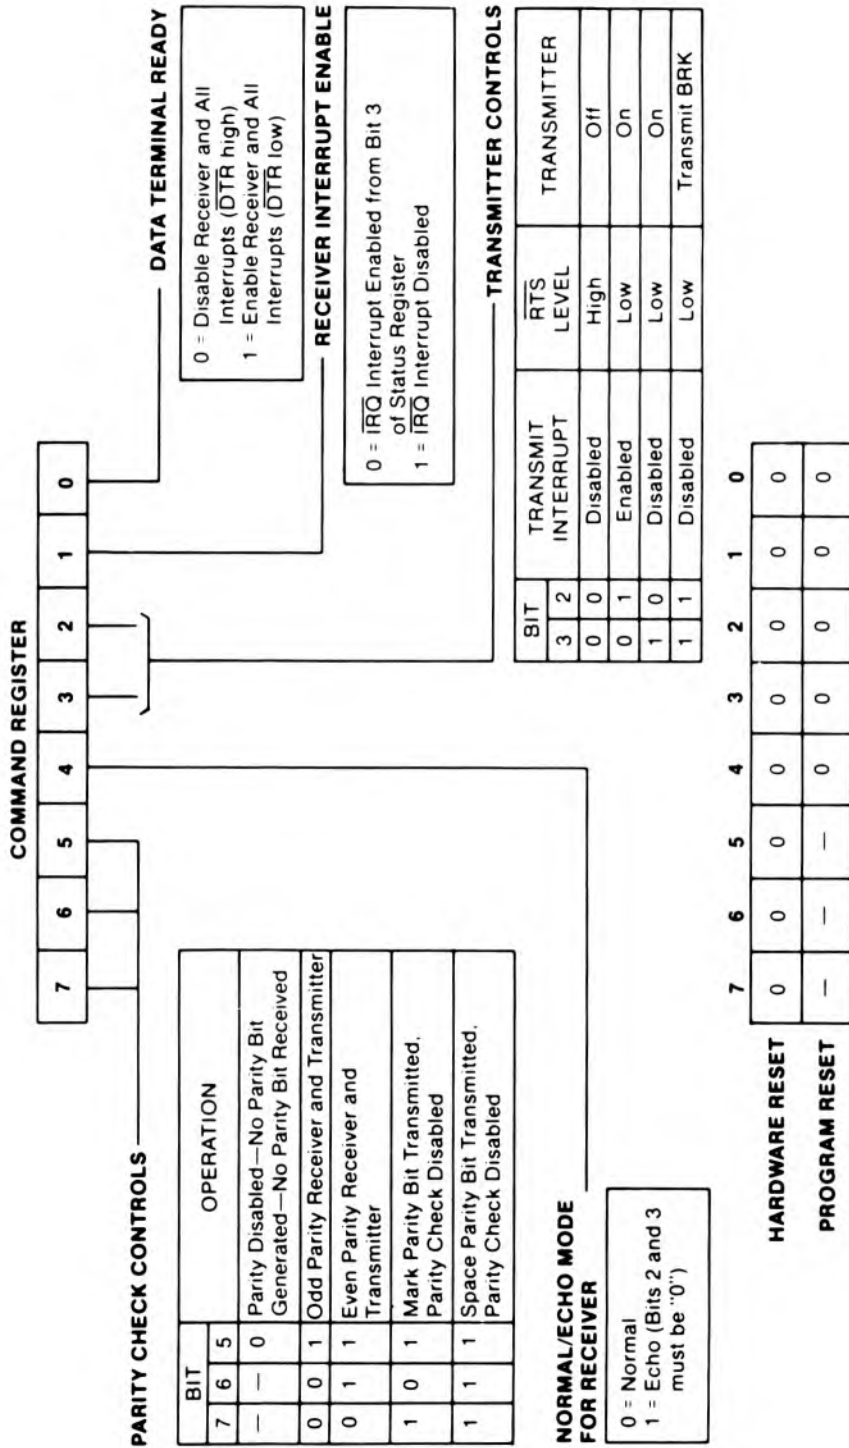 COMMAND REGISTER
7 6 5 4 3 2 1 0
PARITY CHECK CONTROLS
BIT OPERATION
7 6 5
— — 0 Parity Disabled—No Parity Bit
Generated—No Parity Bit Received
0 0 1 Odd Parity Receiver and Transmitter
0 1 1 Even Parity Receiver and
Transmitter
1 0 1 Mark Parity Bit Transmitted,
Parity Check Disabled
1 1 1 Space Parity Bit Transmitted,
Parity Check Disabled
NORMAL/ECHO MODE
FOR RECEIVER
0 = Normal
1 = Echo (Bits 2 and 3
must be "0")
DATA TERMINAL READY
0 = Disable Receiver and All
Interrupts (D̅T̅R̅ high)
1 = Enable Receiver and All
Interrupts (D̅T̅R̅ low)
RECEIVER INTERRUPT ENABLE
0 = I̅R̅Q̅ Interrupt Enabled from Bit 3
of Status Register
1 = I̅R̅Q̅ Interrupt Disabled
TRANSMITTER CONTROLS
BIT TRANSMIT INTERRUPT R̅T̅S̅ LEVEL TRANSMITTER
3 2
0 0 Disabled High Off
0 1 Enabled Low On
1 0 Disabled Low On
1 1 Disabled Low Transmit BRK
7 6 5 4 3 2 1 0
HARDWARE RESET 0 0 0 0 0 0 0 0
PROGRAM RESET — — — 0 0 0 0 0